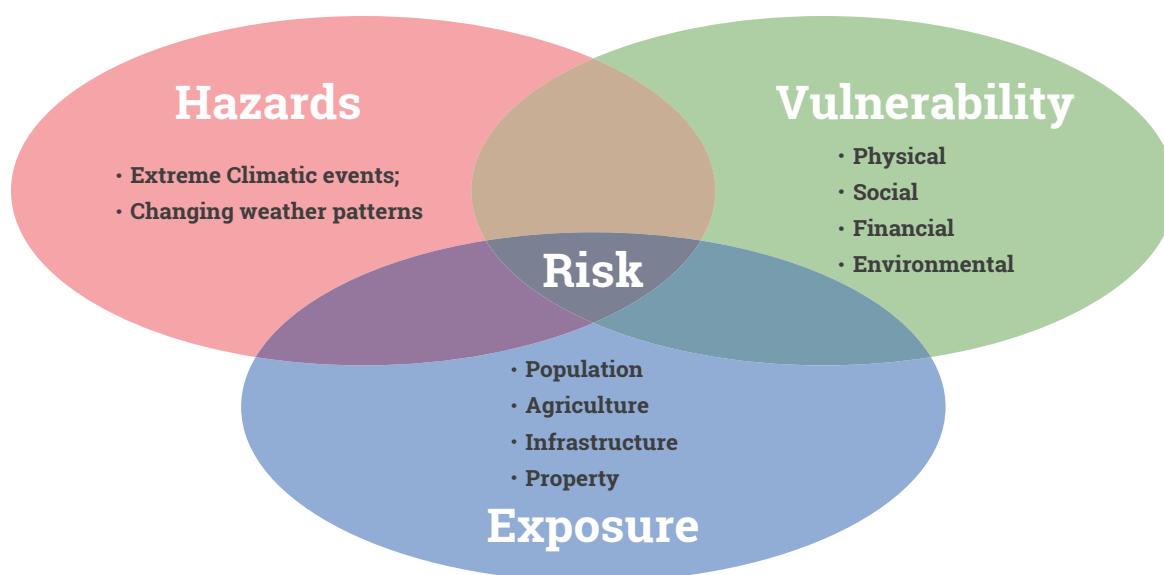 Hazards
• Extreme Climatic events;
• Changing weather patterns
Vulnerability
• Physical
• Social
• Financial
• Environmental
Risk
• Population
• Agriculture
• Infrastructure
• Property
Exposure